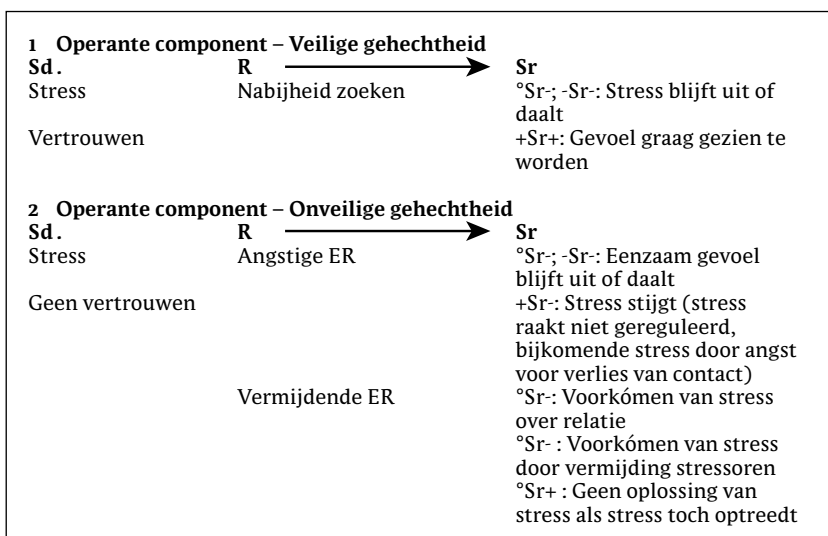 1 Operante component – Veilige gehechtheid
Sd. R Sr
Stress Nabijheid zoeken °Sr-; -Sr-: Stress blijft uit of
daalt
Vertrouwen +Sr+: Gevoel graag gezien te
worden
2 Operante component – Onveilige gehechtheid
Sd. R Sr
Stress Angstige ER °Sr-; -Sr-: Eenzaam gevoel
blijft uit of daalt
Geen vertrouwen +Sr-: Stress stijgt (stress
raakt niet gereguleerd,
bijkomende stress door angst
voor verlies van contact)
Vermijdende ER °Sr-: Voorkómen van stress
over relatie
°Sr- : Voorkómen van stress
door vermijding stressoren
°Sr+ : Geen oplossing van
stress als stress toch optreedt